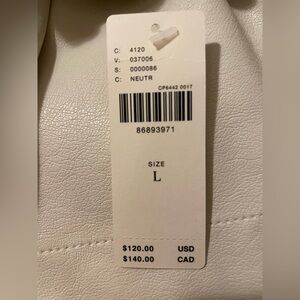 C: 4120
V: 037006
S: 0000086
C: NEUTR
CP6442 0017
86893971
SIZE
L
$120.00 USD
$140.00 CAD